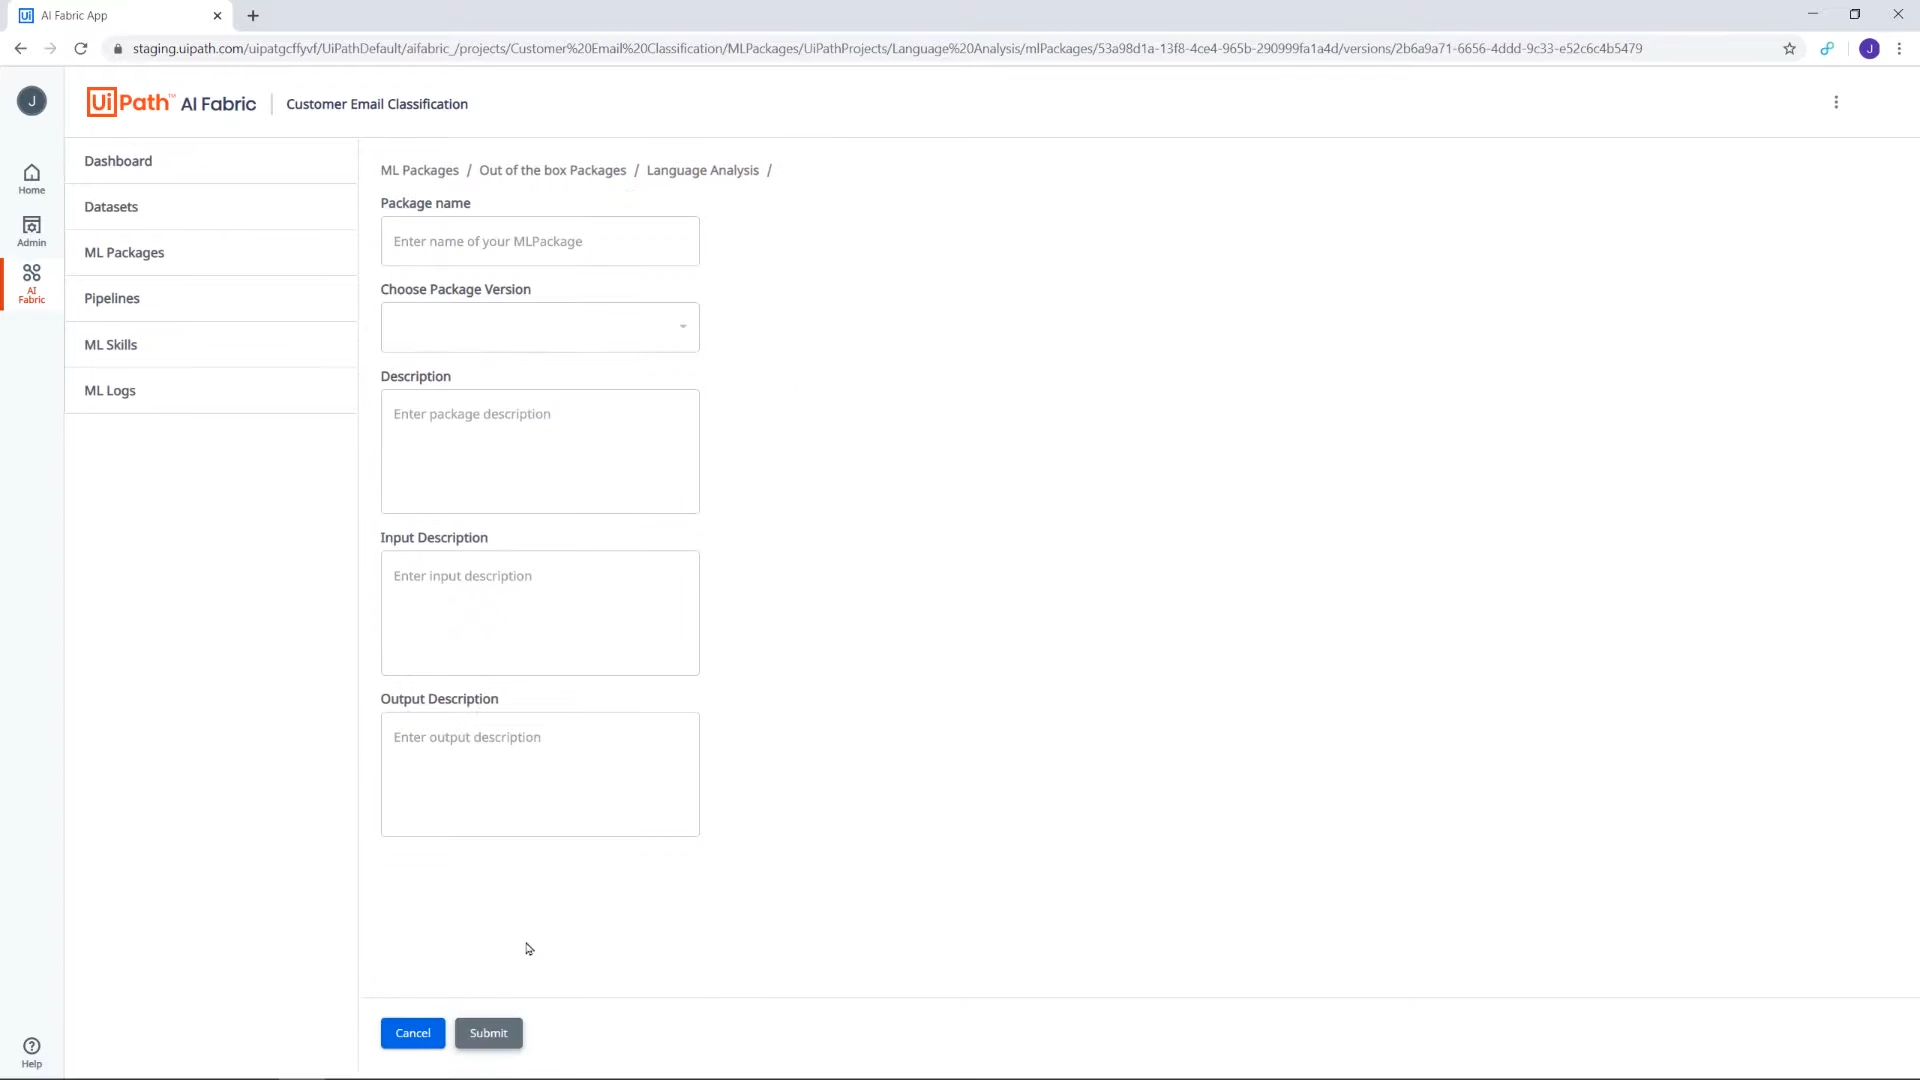 AI Fabric App
staging.uipath.com/uipatgcffyvf/UiPathDefault/aifabric_/projects/Customer%20Email%20Classification/MLPackages/UiPathProjects/Language%20Analysis/mlPackages/53a98d1a-13f8-4ce4-965b-290999fa1a4d/versions/2b6a9a71-6656-4ddd-9c33-e52c6c4b5479
J
J
UiPath™ AI Fabric
Customer Email Classification
Home
Admin
AI
Fabric
Help
Dashboard
Datasets
ML Packages
Pipelines
ML Skills
ML Logs
ML Packages / Out of the box Packages / Language Analysis /
Package name
Enter name of your MLPackage
Choose Package Version
Description
Enter package description
Input Description
Enter input description
Output Description
Enter output description
Cancel
Submit